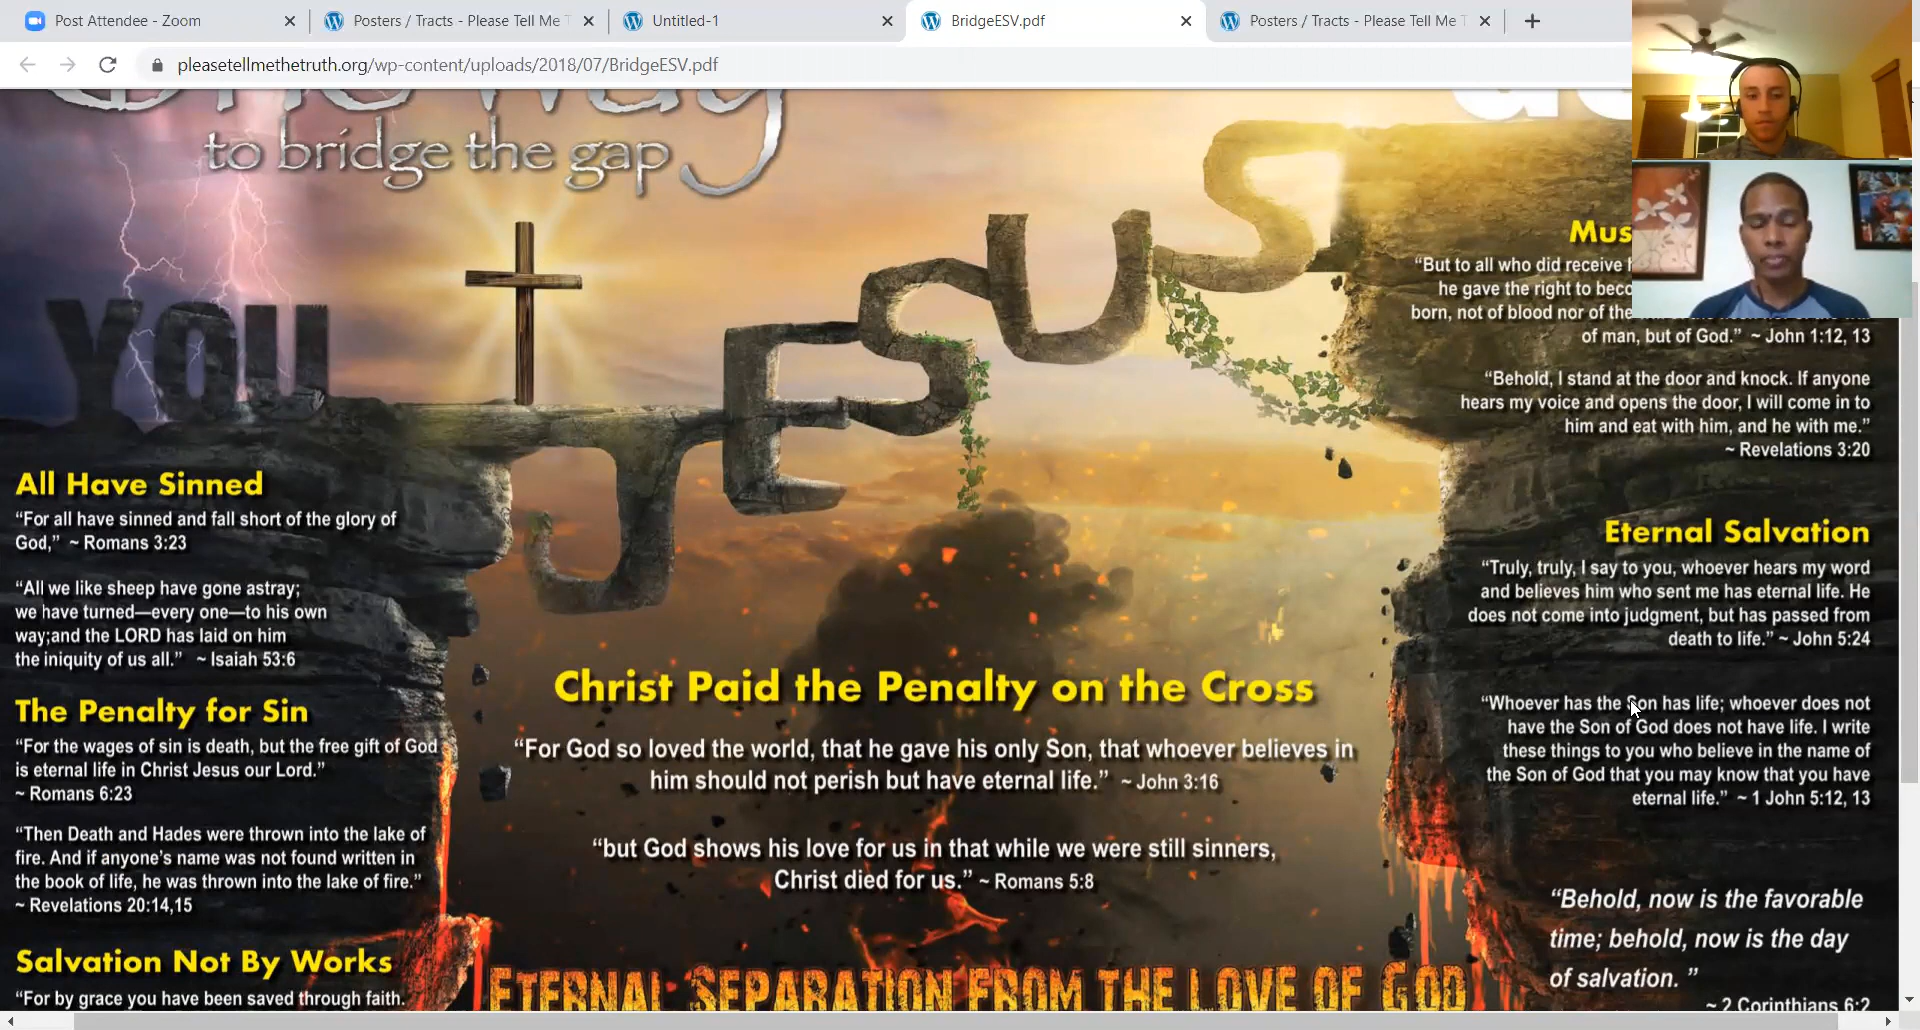 Post Attendee - Zoom
Posters / Tracts - Please Tell Me
Untitled-1
BridgeESV.pdf
Posters / Tracts - Please Tell Me
pleasetellmethetruth.org/wp-content/uploads/2018/07/BridgeESV.pdf
to bridge the gap
YOU
JESUS
All Have Sinned
“For all have sinned and fall short of the glory of
God,” ~ Romans 3:23
“All we like sheep have gone astray;
we have turned—every one—to his own
way;and the LORD has laid on him
the iniquity of us all.” ~ Isaiah 53:6
The Penalty for Sin
“For the wages of sin is death, but the free gift of God
is eternal life in Christ Jesus our Lord.”
~ Romans 6:23
“Then Death and Hades were thrown into the lake of
fire. And if anyone’s name was not found written in
the book of life, he was thrown into the lake of fire.”
~ Revelations 20:14,15
Salvation Not By Works
“For by grace you have been saved through faith.
Christ Paid the Penalty on the Cross
“For God so loved the world, that he gave his only Son, that whoever believes in
him should not perish but have eternal life.” ~ John 3:16
“but God shows his love for us in that while we were still sinners,
Christ died for us.” ~ Romans 5:8
ETERNAL SEPARATION FROM THE LOVE OF GOD
Mus
“But to all who did receive
he gave the right to beco
born, not of blood nor of the
of man, but of God.” ~ John 1:12, 13
“Behold, I stand at the door and knock. If anyone
hears my voice and opens the door, I will come in to
him and eat with him, and he with me.”
~ Revelations 3:20
Eternal Salvation
“Truly, truly, I say to you, whoever hears my word
and believes him who sent me has eternal life. He
does not come into judgment, but has passed from
death to life.” ~ John 5:24
“Whoever has the Son has life; whoever does not
have the Son of God does not have life. I write
these things to you who believe in the name of
the Son of God that you may know that you have
eternal life.” ~ 1 John 5:12, 13
“Behold, now is the favorable
time; behold, now is the day
of salvation. ”
~ 2 Corinthians 6:2